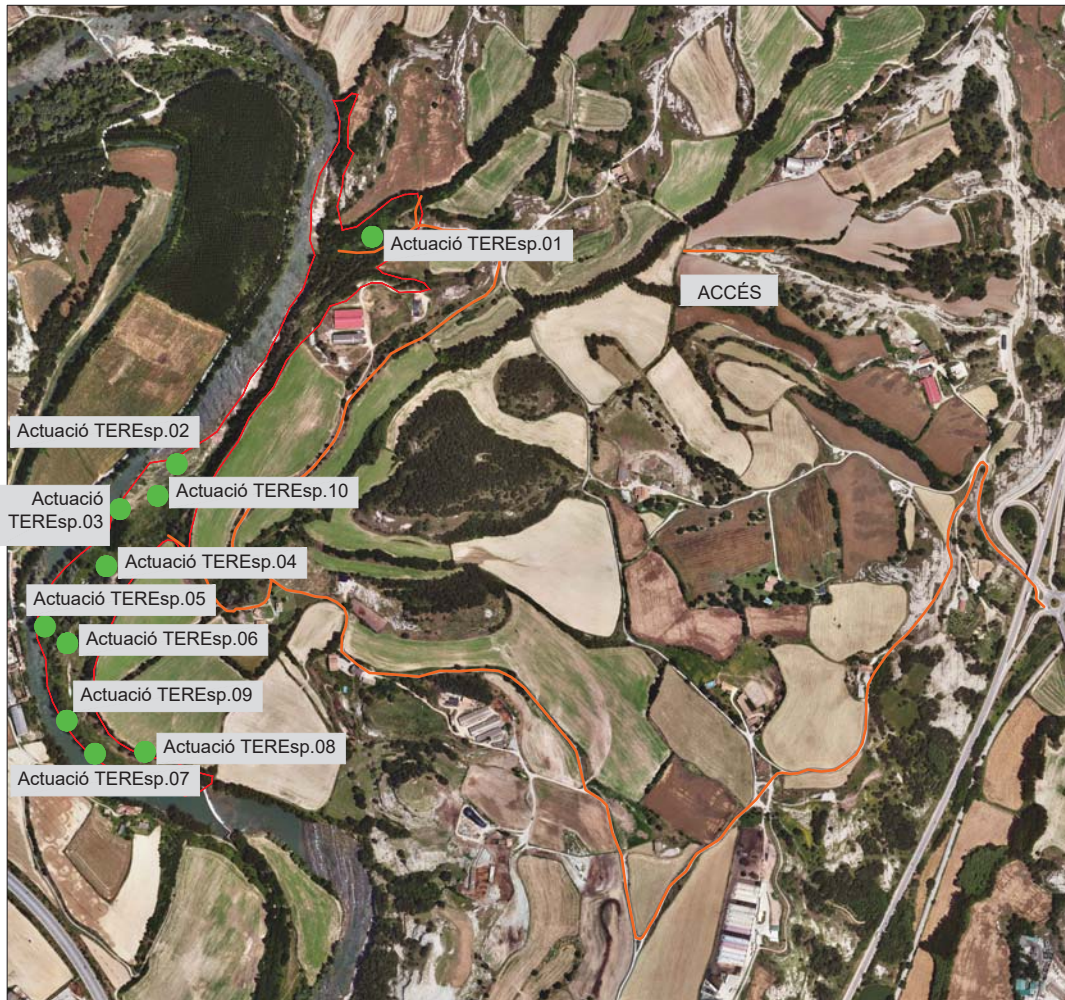 Actuació TEREsp.01
ACCÉS
Actuació TEREsp.02
Actuació TEREsp.10
Actuació
TEREsp.03
Actuació TEREsp.04
Actuació TEREsp.05
Actuació TEREsp.06
Actuació TEREsp.09
Actuació TEREsp.08
Actuació TEREsp.07